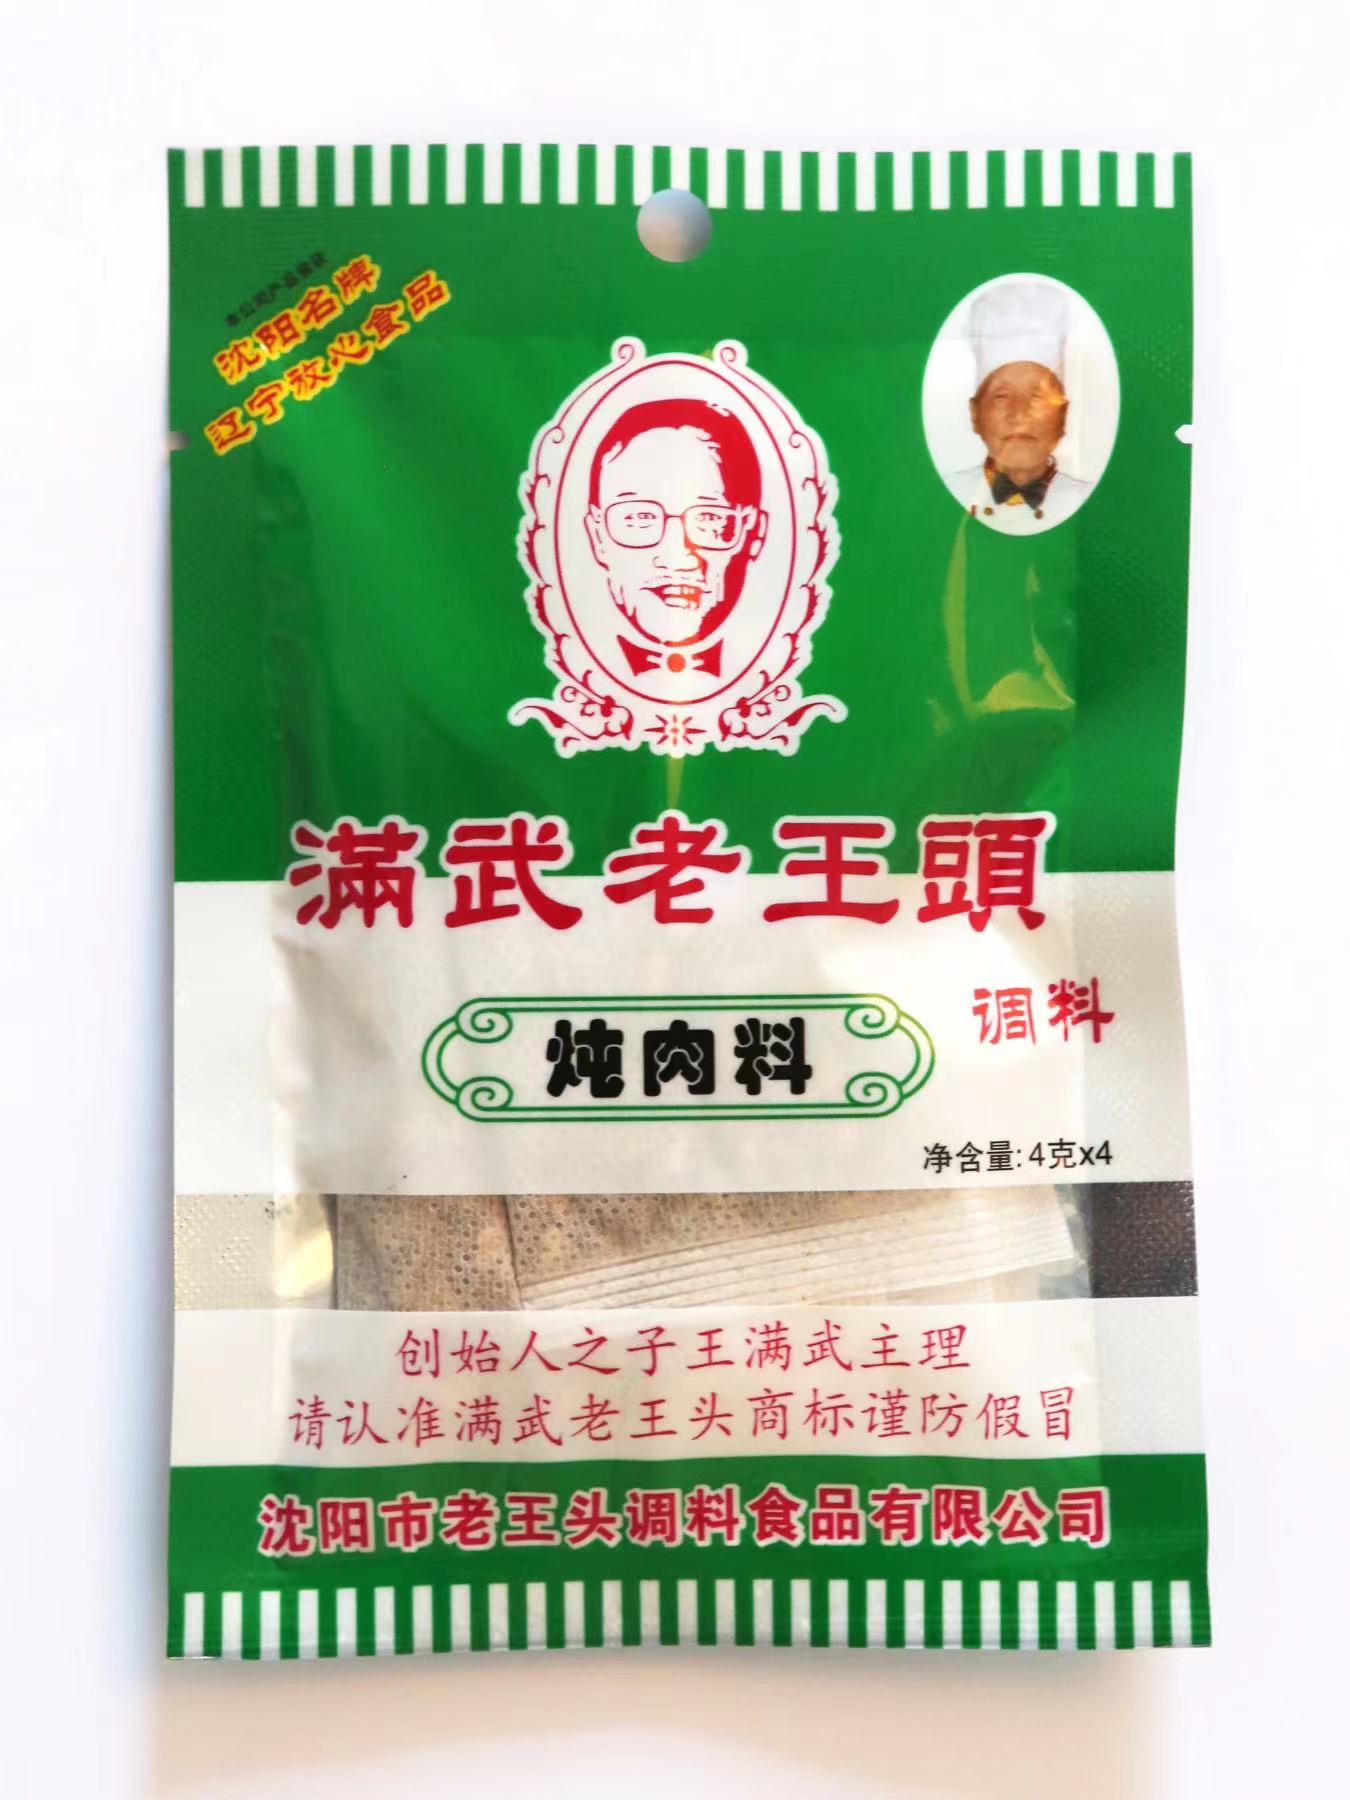 本公司产品曾获
沈阳名牌
辽宁放心食品
滿武老王頭
调料
炖肉料
净含量:4克x4
创始人之子王满武主理
请认准满武老王头商标谨防假冒
沈阳市老王头调料食品有限公司